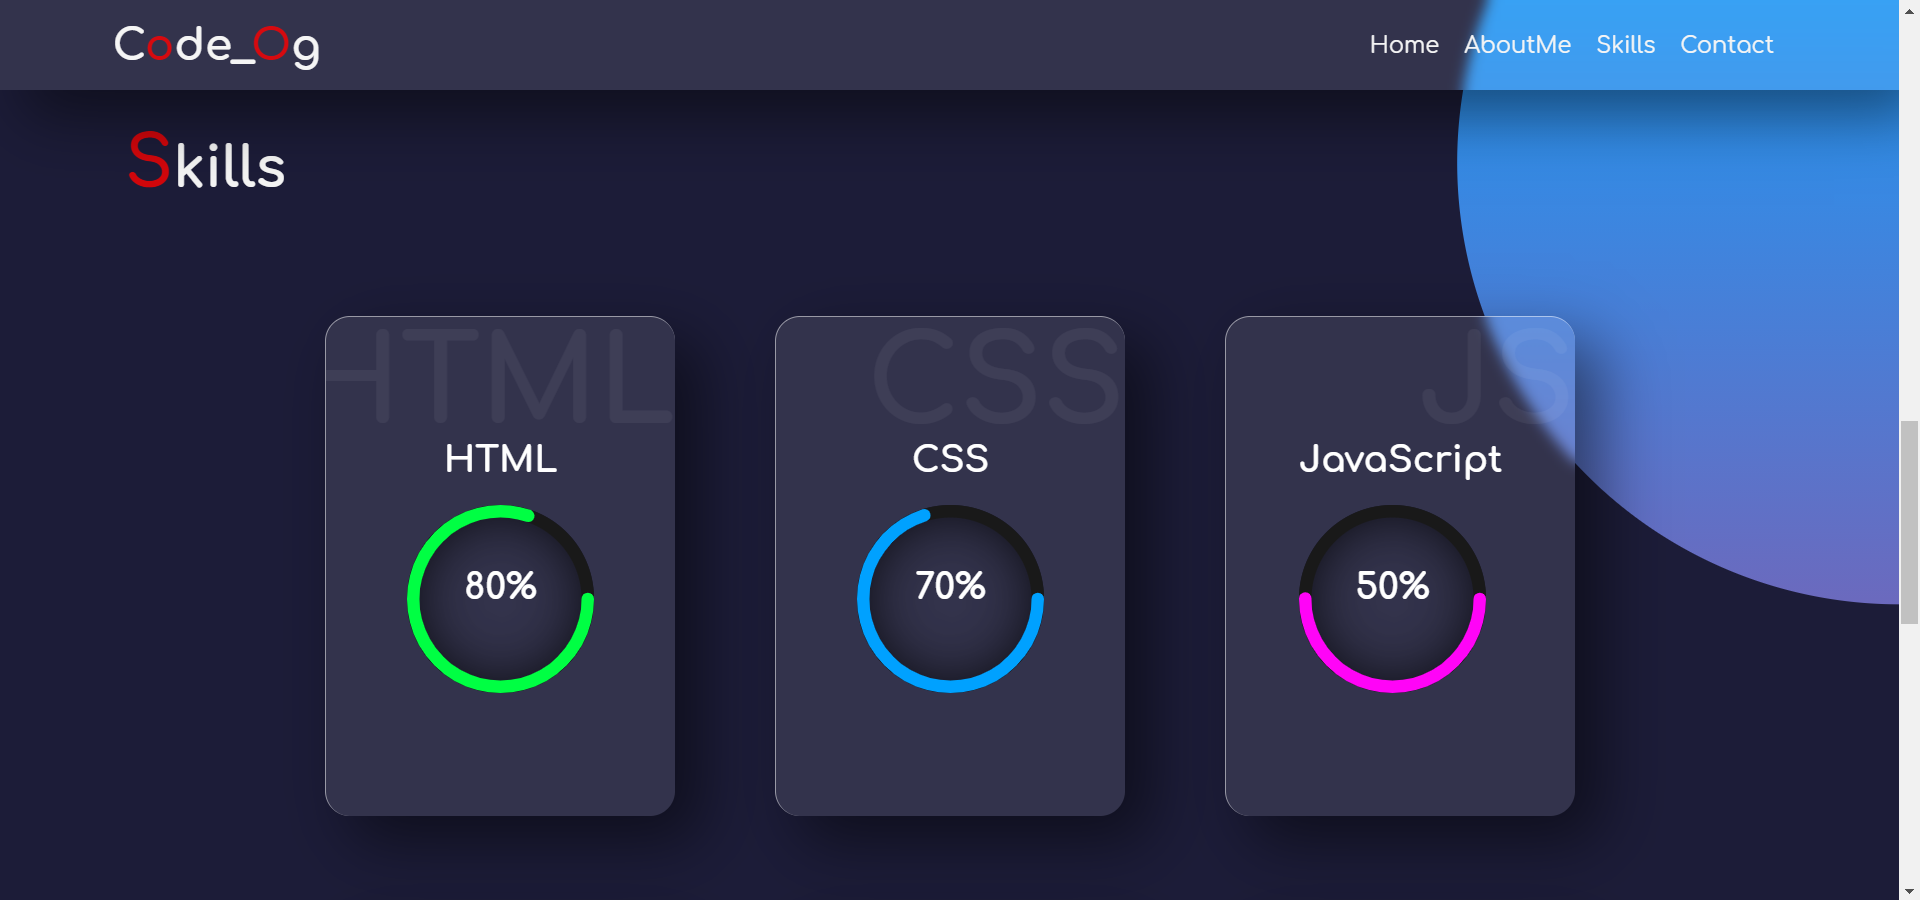 Code_Og
Home AboutMe Skills Contact
Skills
HTML CSS JS
HTML CSS JavaScript
80% 70% 50%